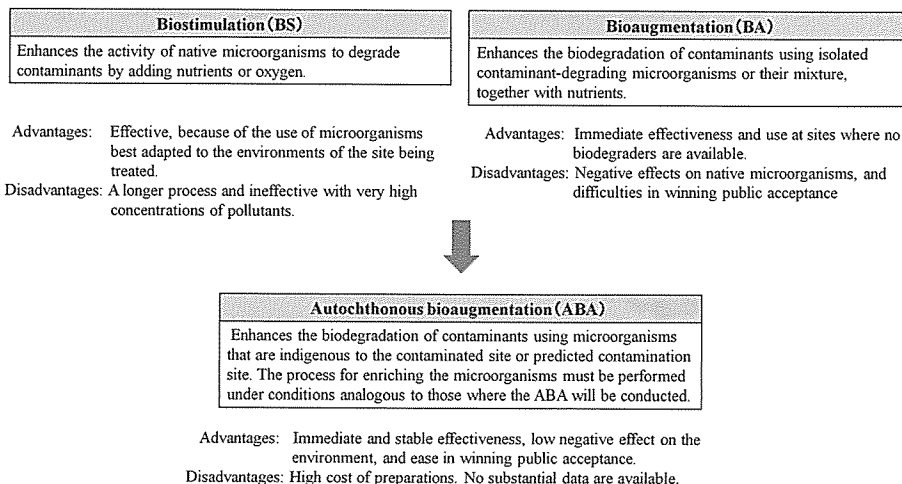 Biostimulation(BS)
Enhances the activity of native microorganisms to degrade
contaminants by adding nutrients or oxygen.
Advantages: Effective, because of the use of microorganisms
best adapted to the environments of the site being
treated.
Disadvantages: A longer process and ineffective with very high
concentrations of pollutants.
Bioaugmentation(BA)
Enhances the biodegradation of contaminants using isolated
contaminant-degrading microorganisms or their mixture,
together with nutrients.
Advantages: Immediate effectiveness and use at sites where no
biodegraders are available.
Disadvantages: Negative effects on native microorganisms, and
difficulties in winning public acceptance
Autochthonous bioaugmentation(ABA)
Enhances the biodegradation of contaminants using microorganisms
that are indigenous to the contaminated site or predicted contamination
site. The process for enriching the microorganisms must be performed
under conditions analogous to those where the ABA will be conducted.
Advantages: Immediate and stable effectiveness, low negative effect on the
environment, and ease in winning public acceptance.
Disadvantages: High cost of preparations. No substantial data are available.